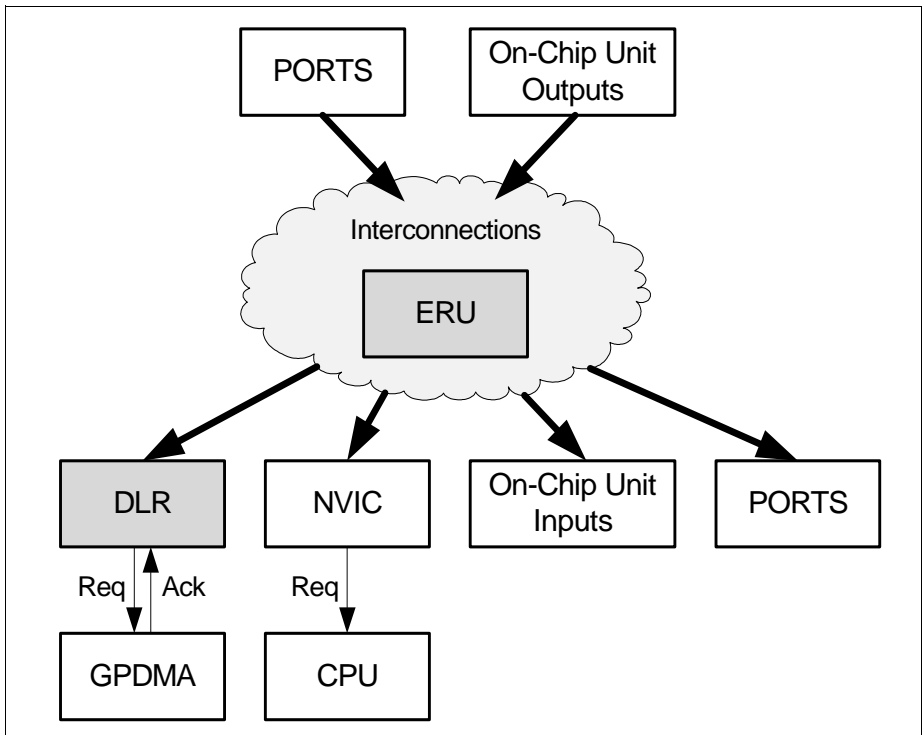 PORTS
On-Chip Unit
Outputs
Interconnections
ERU
DLR
NVIC
On-Chip Unit
Inputs
PORTS
Req
Ack
Req
GPDMA
CPU